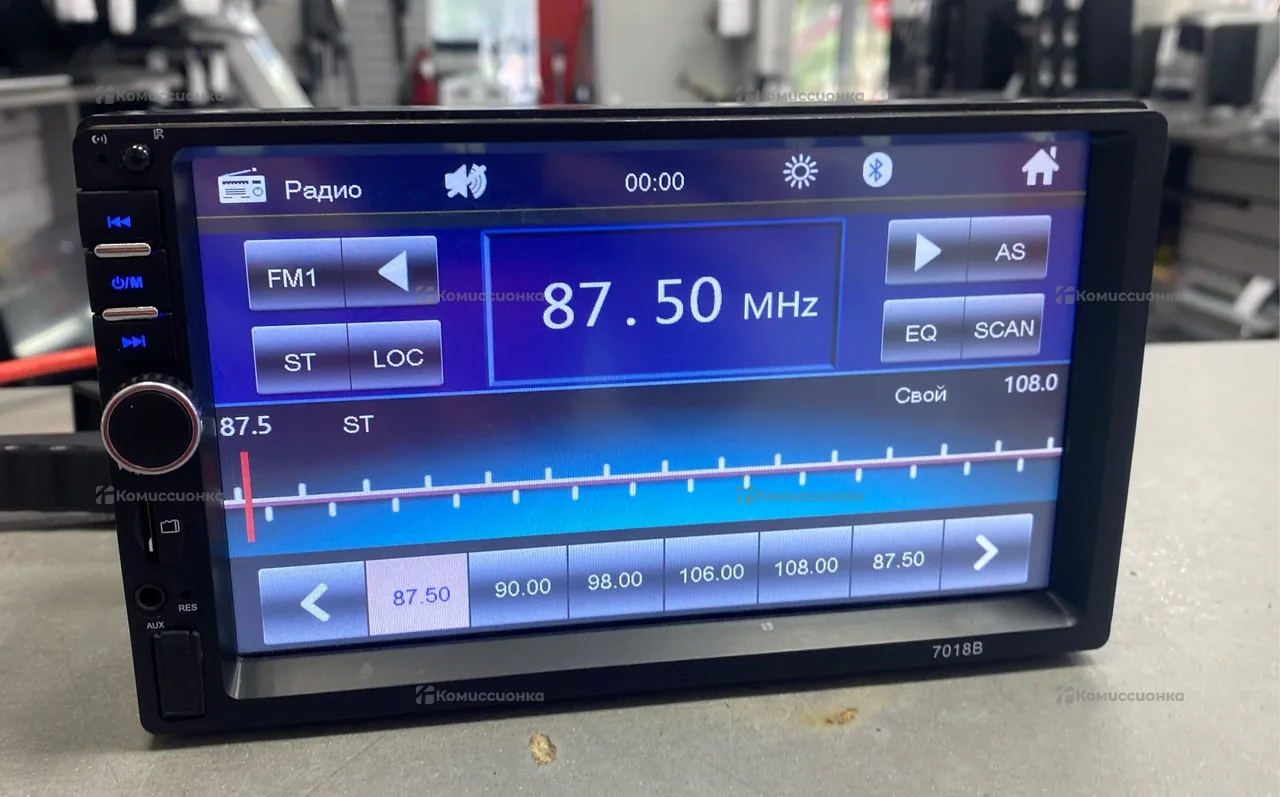 Комиссионка
Комиссионка
Радио
00:00
FM1
87.50 MHz
AS
Комиссионка
Комиссионка
ST
LOC
EQ
SCAN
87.5
ST
Свой
108.0
Комиссионка
Комиссионка
87.50
90.00
98.00
106.00
108.00
87.50
/M
RES
AUX
7018B
Комиссионка
Комиссионка